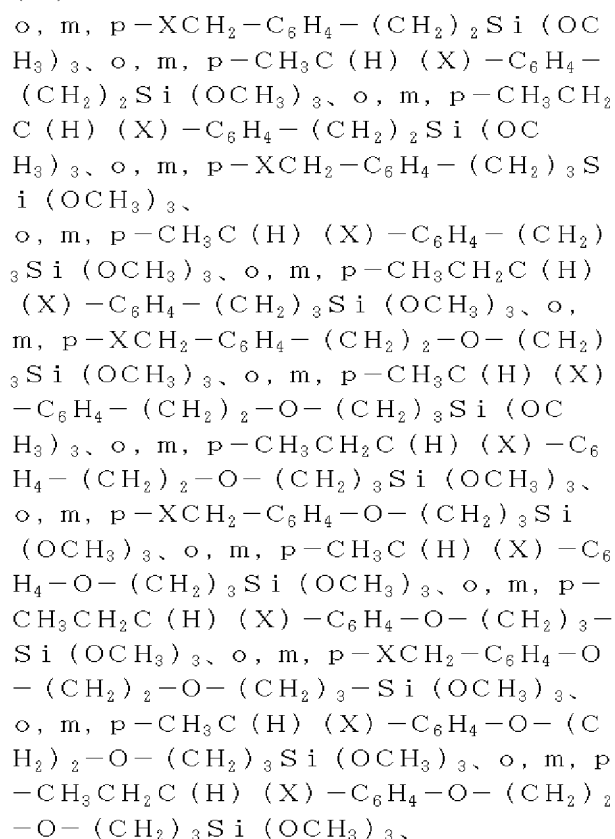 o, m, p－XCH₂－C₆H₄－(CH₂)₂Si(OC
H₃)₃、o, m, p－CH₃C(H)(X)－C₆H₄－
(CH₂)₂Si(OCH₃)₃、o, m, p－CH₃CH₂
C(H)(X)－C₆H₄－(CH₂)₂Si(OC
H₃)₃、o, m, p－XCH₂－C₆H₄－(CH₂)₃S
i(OCH₃)₃、
o, m, p－CH₃C(H)(X)－C₆H₄－(CH₂)
₃Si(OCH₃)₃、o, m, p－CH₃CH₂C(H)
(X)－C₆H₄－(CH₂)₃Si(OCH₃)₃、o,
m, p－XCH₂－C₆H₄－(CH₂)₂－O－(CH₂)
₃Si(OCH₃)₃、o, m, p－CH₃C(H)(X)
－C₆H₄－(CH₂)₂－O－(CH₂)₃Si(OC
H₃)₃、o, m, p－CH₃CH₂C(H)(X)－C₆
H₄－(CH₂)₂－O－(CH₂)₃Si(OCH₃)₃、
o, m, p－XCH₂－C₆H₄－O－(CH₂)₃Si
(OCH₃)₃、o, m, p－CH₃C(H)(X)－C₆
H₄－O－(CH₂)₃Si(OCH₃)₃、o, m, p－
CH₃CH₂C(H)(X)－C₆H₄－O－(CH₂)₃－
Si(OCH₃)₃、o, m, p－XCH₂－C₆H₄－O
－(CH₂)₂－O－(CH₂)₃－Si(OCH₃)₃、
o, m, p－CH₃C(H)(X)－C₆H₄－O－(C
H₂)₂－O－(CH₂)₃Si(OCH₃)₃、o, m, p
－CH₃CH₂C(H)(X)－C₆H₄－O－(CH₂)₂
－O－(CH₂)₃Si(OCH₃)₃、